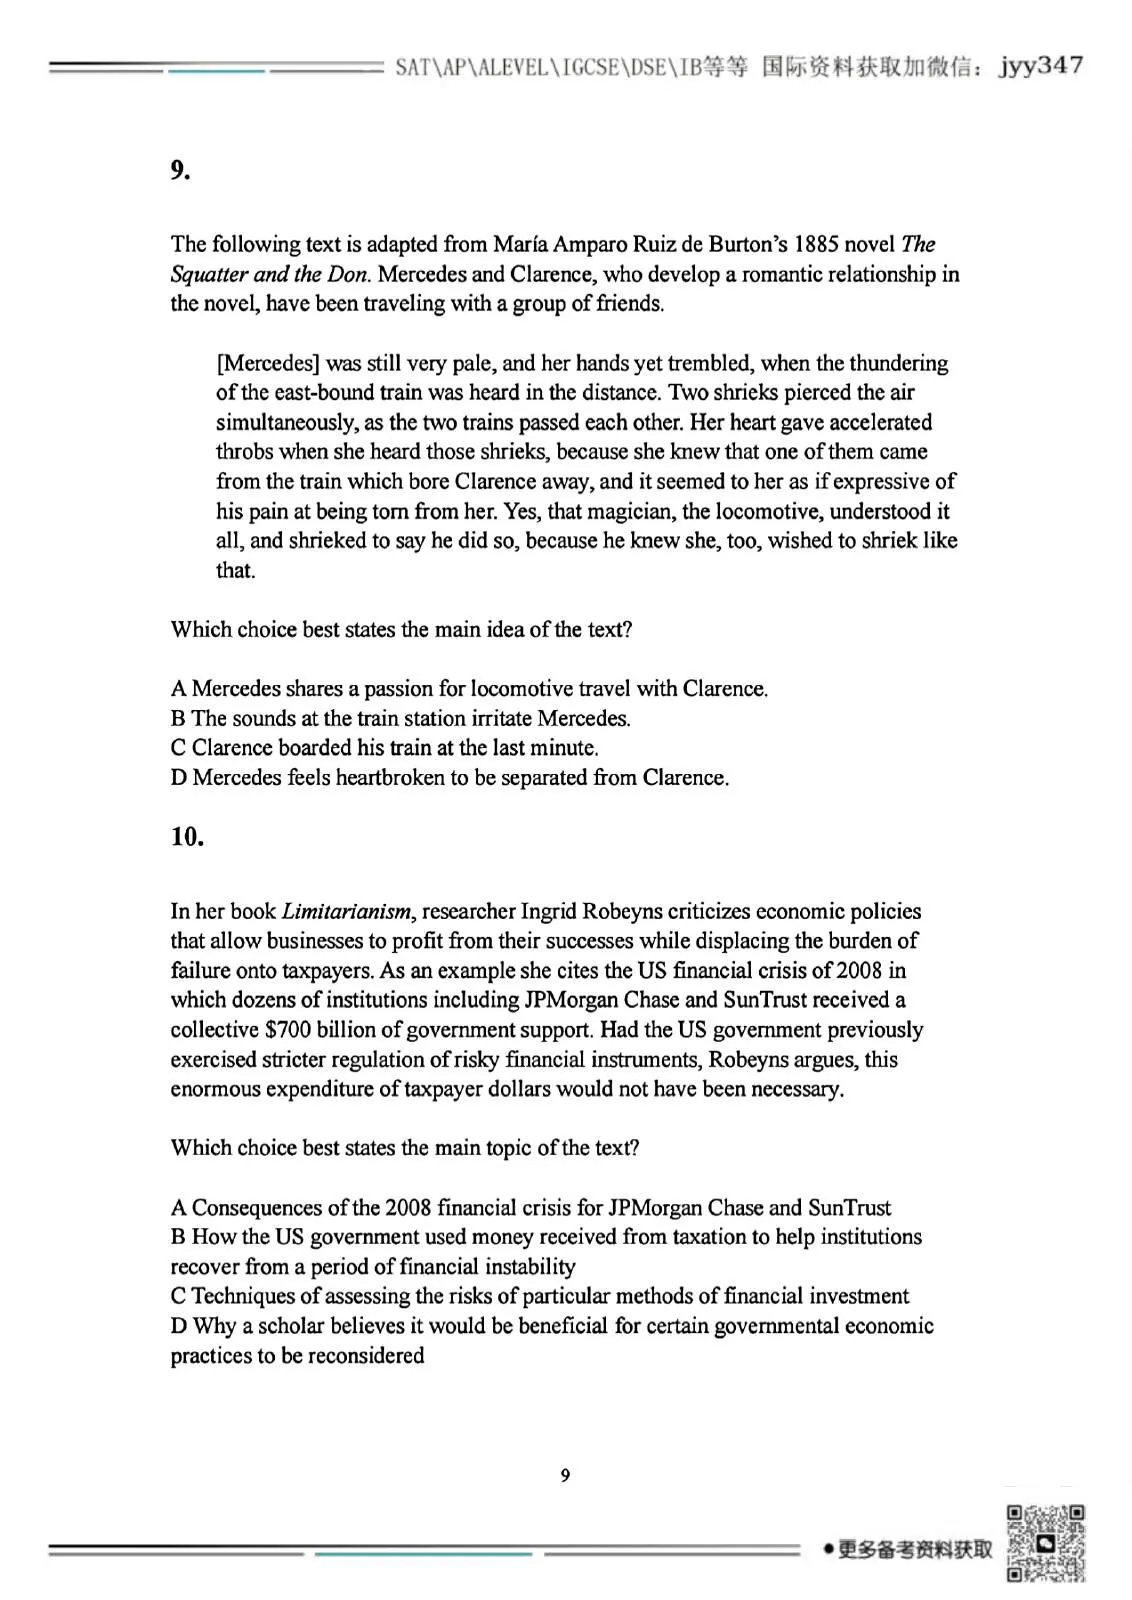 SAT\AP\ALEVEL\IGCSE\DSE\IB等等 国际资料获取加微信：jyy347
9.
The following text is adapted from María Amparo Ruiz de Burton’s 1885 novel The
Squatter and the Don. Mercedes and Clarence, who develop a romantic relationship in
the novel, have been traveling with a group of friends.
[Mercedes] was still very pale, and her hands yet trembled, when the thundering
of the east-bound train was heard in the distance. Two shrieks pierced the air
simultaneously, as the two trains passed each other. Her heart gave accelerated
throbs when she heard those shrieks, because she knew that one of them came
from the train which bore Clarence away, and it seemed to her as if expressive of
his pain at being torn from her. Yes, that magician, the locomotive, understood it
all, and shrieked to say he did so, because he knew she, too, wished to shriek like
that.
Which choice best states the main idea of the text?
A Mercedes shares a passion for locomotive travel with Clarence.
B The sounds at the train station irritate Mercedes.
C Clarence boarded his train at the last minute.
D Mercedes feels heartbroken to be separated from Clarence.
10.
In her book Limitarianism, researcher Ingrid Robeyns criticizes economic policies
that allow businesses to profit from their successes while displacing the burden of
failure onto taxpayers. As an example she cites the US financial crisis of 2008 in
which dozens of institutions including JPMorgan Chase and SunTrust received a
collective $700 billion of government support. Had the US government previously
exercised stricter regulation of risky financial instruments, Robeyns argues, this
enormous expenditure of taxpayer dollars would not have been necessary.
Which choice best states the main topic of the text?
A Consequences of the 2008 financial crisis for JPMorgan Chase and SunTrust
B How the US government used money received from taxation to help institutions
recover from a period of financial instability
C Techniques of assessing the risks of particular methods of financial investment
D Why a scholar believes it would be beneficial for certain governmental economic
practices to be reconsidered
9
●更多备考资料获取